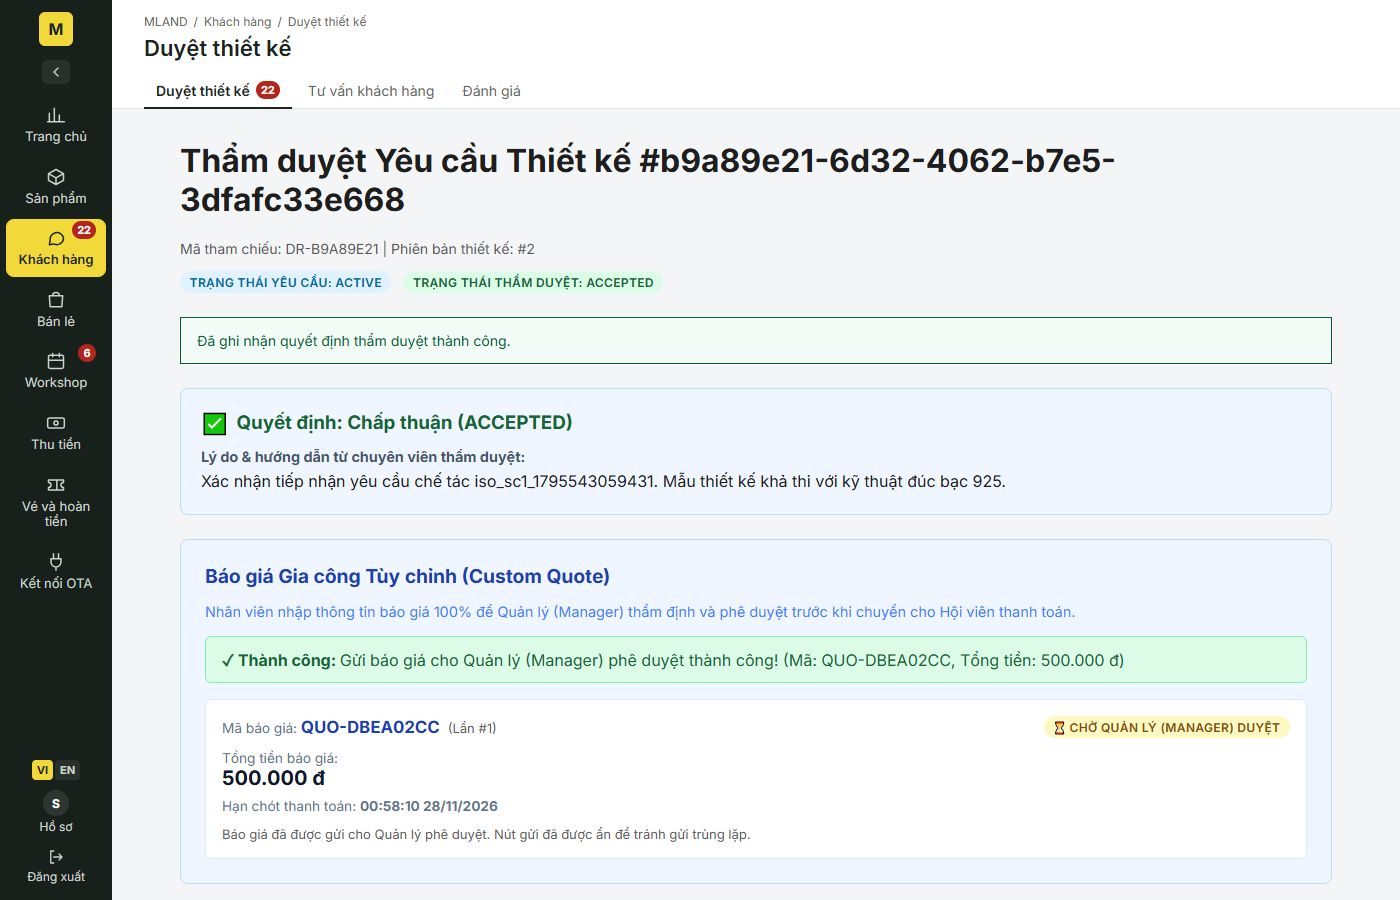 M
Trang chủ
Sản phẩm
22
Khách hàng
Bán lẻ
6
Workshop
Thu tiền
Vé và hoàn
tiền
Kết nối OTA
VI EN
S
Hồ sơ
Đăng xuất
MLAND / Khách hàng / Duyệt thiết kế
Duyệt thiết kế
Duyệt thiết kế 22 Tư vấn khách hàng Đánh giá
Thẩm duyệt Yêu cầu Thiết kế #b9a89e21-6d32-4062-b7e5-
3dfafc33e668
Mã tham chiếu: DR-B9A89E21 | Phiên bản thiết kế: #2
TRẠNG THÁI YÊU CẦU: ACTIVE TRẠNG THÁI THẨM DUYỆT: ACCEPTED
Đã ghi nhận quyết định thẩm duyệt thành công.
✅ Quyết định: Chấp thuận (ACCEPTED)
Lý do & hướng dẫn từ chuyên viên thẩm duyệt:
Xác nhận tiếp nhận yêu cầu chế tác iso_sc1_1795543059431. Mẫu thiết kế khả thi với kỹ thuật đúc bạc 925.
Báo giá Gia công Tùy chỉnh (Custom Quote)
Nhân viên nhập thông tin báo giá 100% để Quản lý (Manager) thẩm định và phê duyệt trước khi chuyển cho Hội viên thanh toán.
✓ Thành công: Gửi báo giá cho Quản lý (Manager) phê duyệt thành công! (Mã: QUO-DBEA02CC, Tổng tiền: 500.000 đ)
Mã báo giá: QUO-DBEA02CC (Lần #1)
⏳ CHỜ QUẢN LÝ (MANAGER) DUYỆT
Tổng tiền báo giá:
500.000 đ
Hạn chót thanh toán: 00:58:10 28/11/2026
Báo giá đã được gửi cho Quản lý phê duyệt. Nút gửi đã được ẩn để tránh gửi trùng lặp.